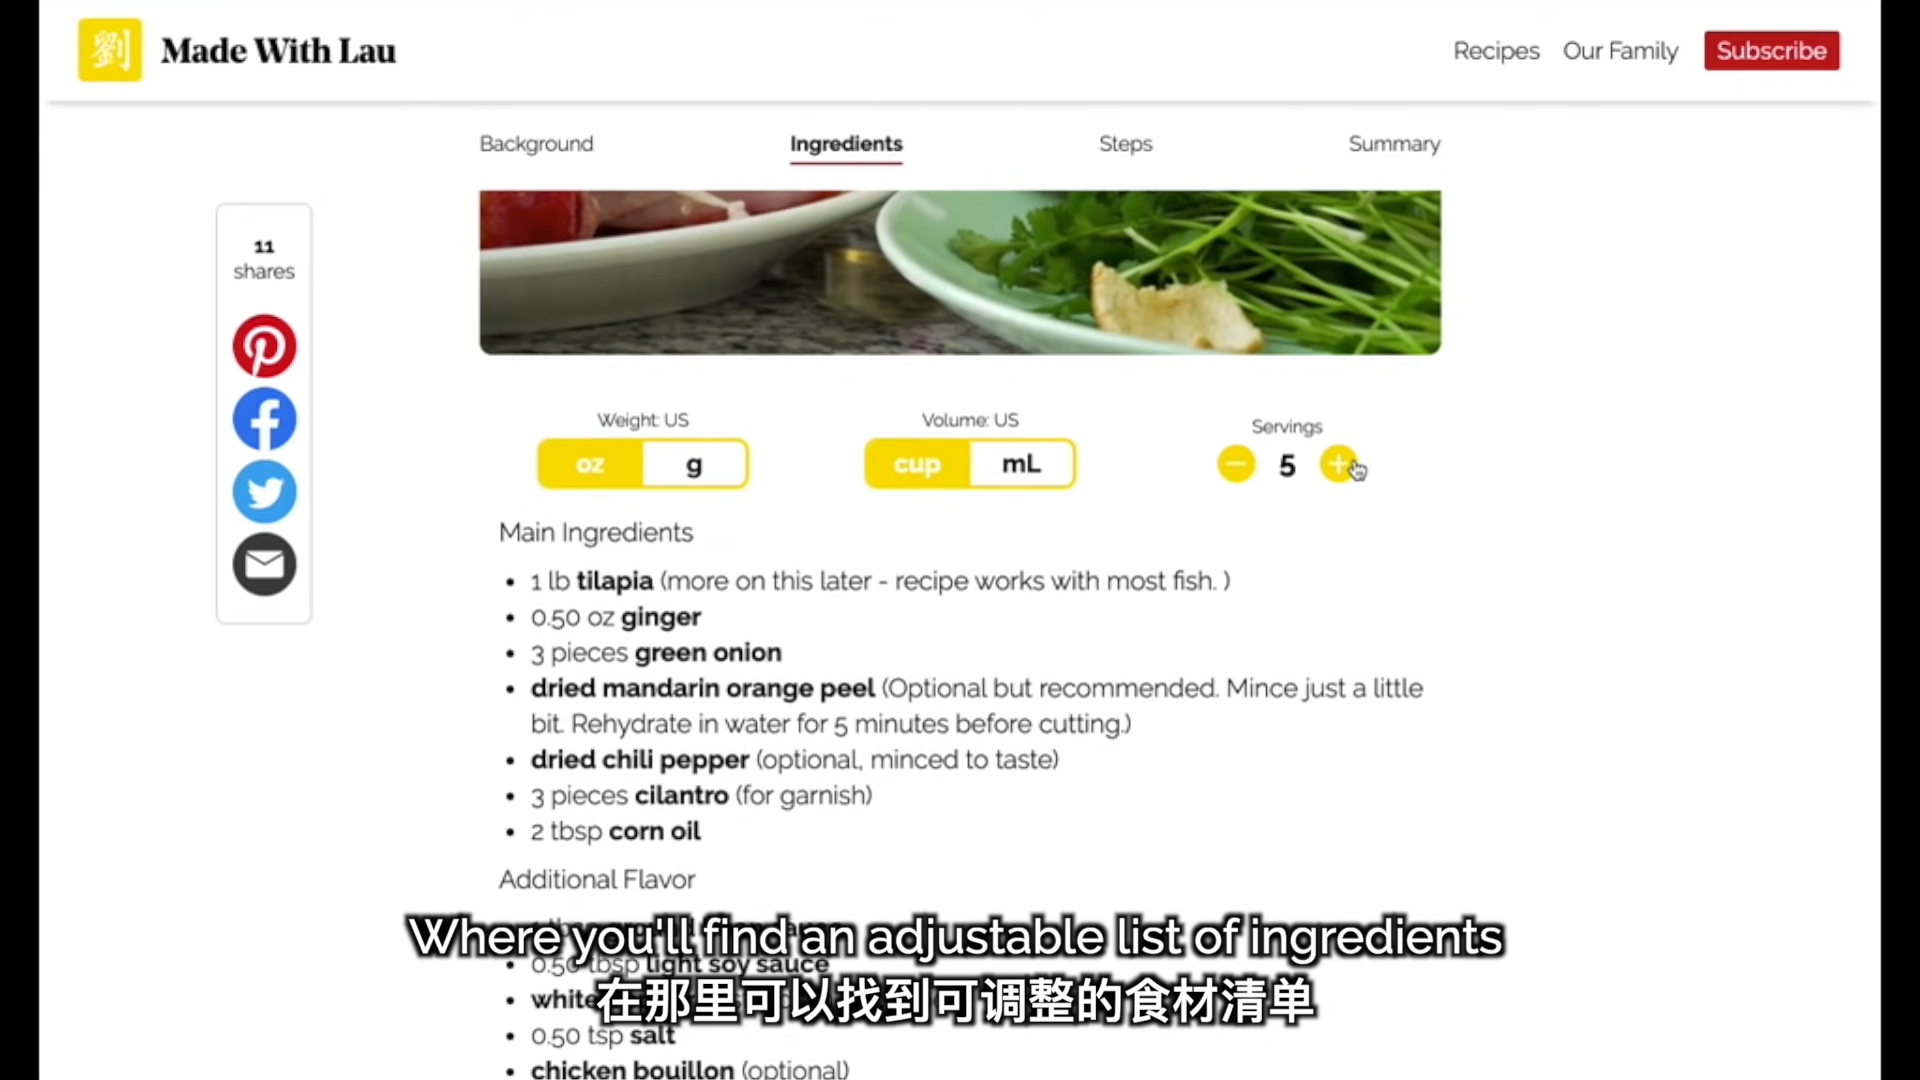 劉 Made With Lau
Recipes Our Family Subscribe
Background Ingredients Steps Summary
11
shares
Weight: US Volume: US Servings
oz g cup mL 5
Main Ingredients
1 lb tilapia (more on this later - recipe works with most fish. )
0.50 oz ginger
3 pieces green onion
dried mandarin orange peel (Optional but recommended. Mince just a little
bit. Rehydrate in water for 5 minutes before cutting.)
dried chili pepper (optional, minced to taste)
3 pieces cilantro (for garnish)
2 tbsp corn oil
Additional Flavor
Where you'll find an adjustable list of ingredients
0.50 tbsp light soy sauce
white
在那里可以找到可调整的食材清单
0.50 tsp salt
chicken bouillon (optional)